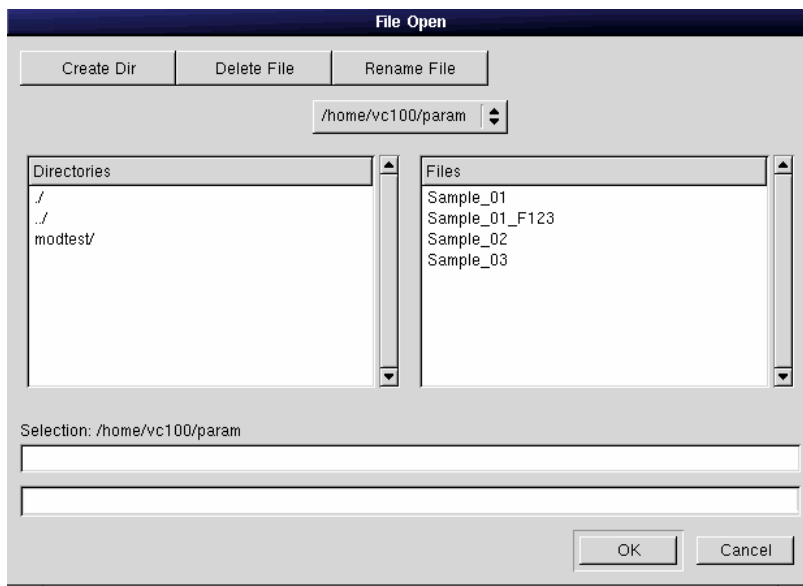 File Open
Create Dir
Delete File
Rename File
/home/vc100/param
Directories
./
../
modtest/
Files
Sample_01
Sample_01_F123
Sample_02
Sample_03
Selection: /home/vc100/param
OK
Cancel